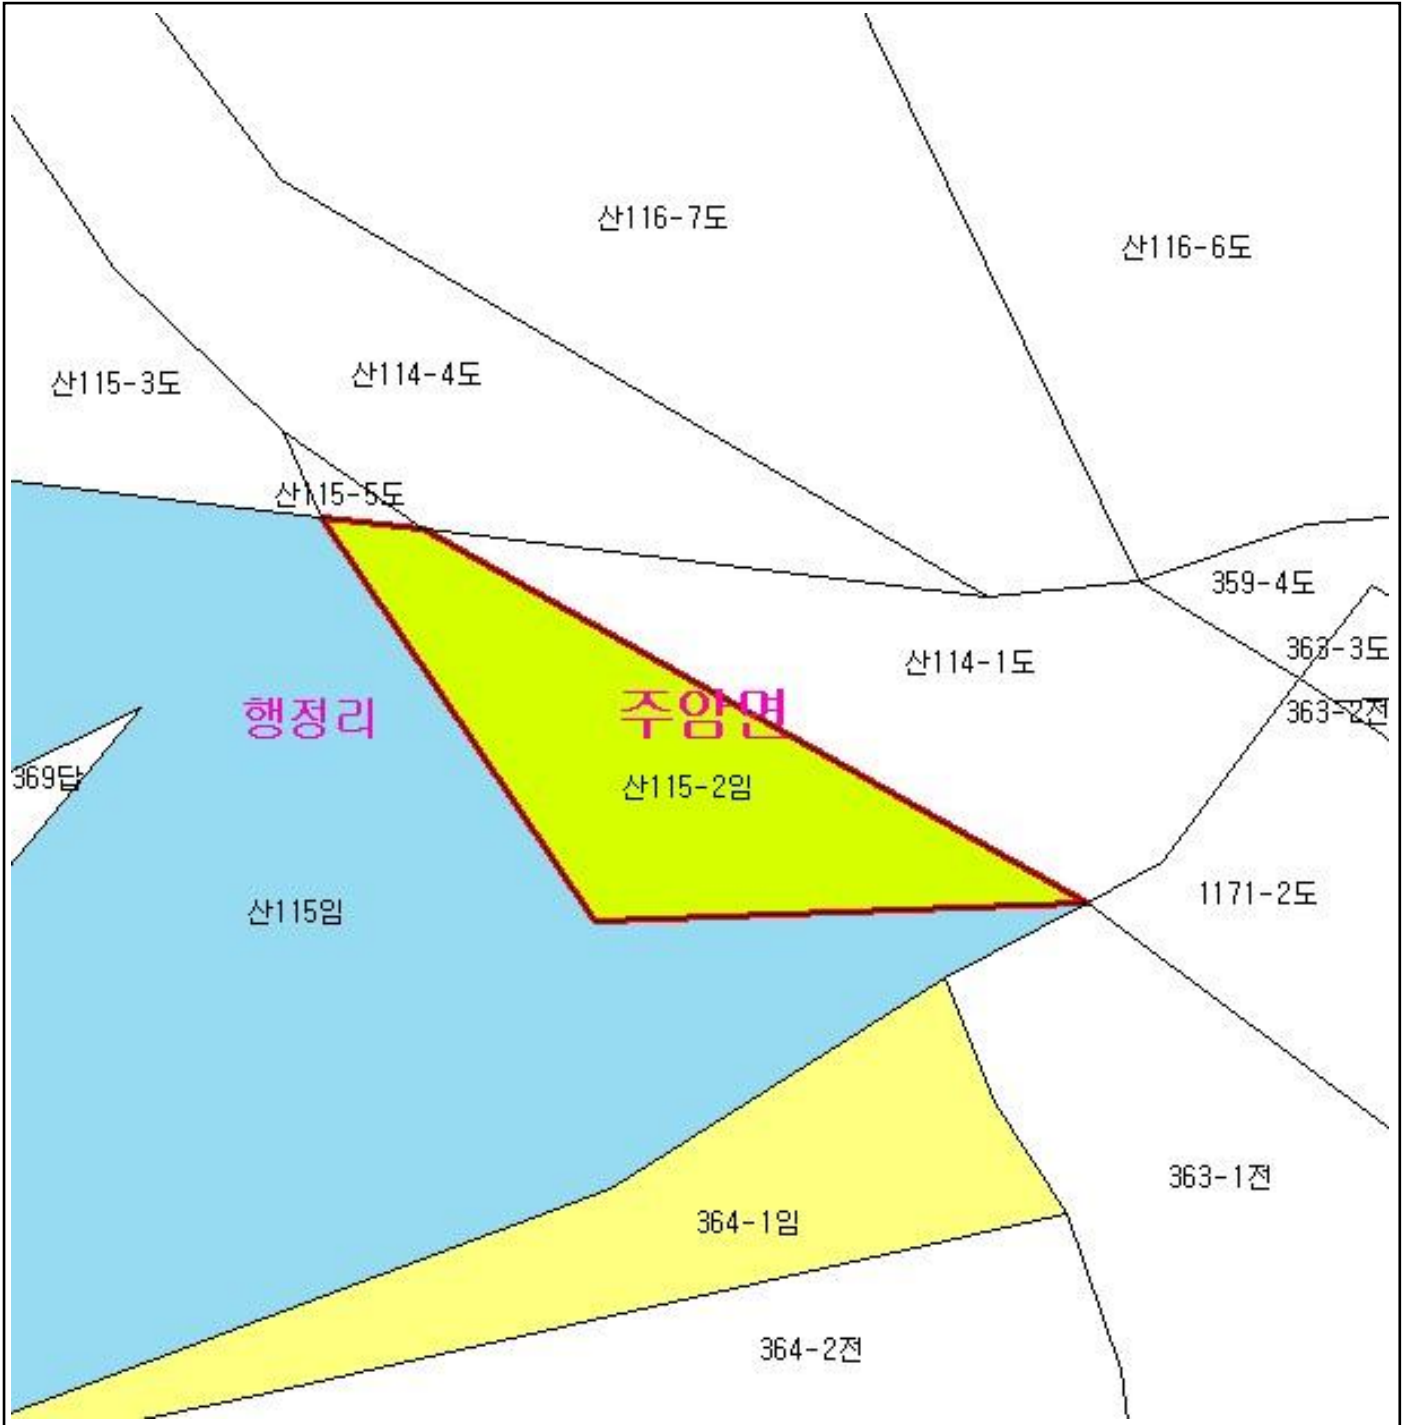 산116-7도
산116-6도
산115-3도
산114-4도
산115-5도
359-4도
363-3도
산114-1도
363-2전
행정리
주암면
369답
산115-2임
1171-2도
산115임
363-1전
364-1임
364-2전